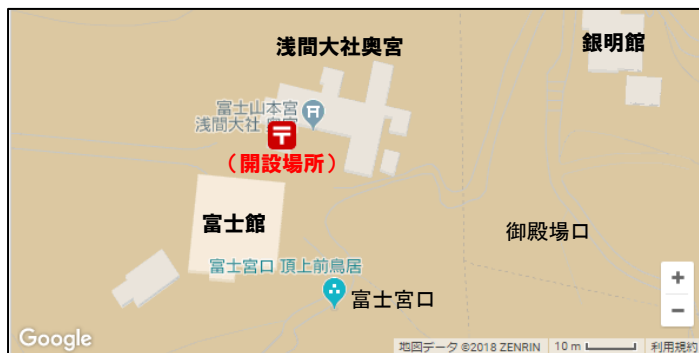 浅間大社奥宮
銀明館
富士山本宮
浅間大社 奥宮
〒
（開設場所）
富士館
御殿場口
富士宮口 頂上前鳥居
富士宮口
+
−
Google
地図データ ©2018 ZENRIN 10 m 利用規約